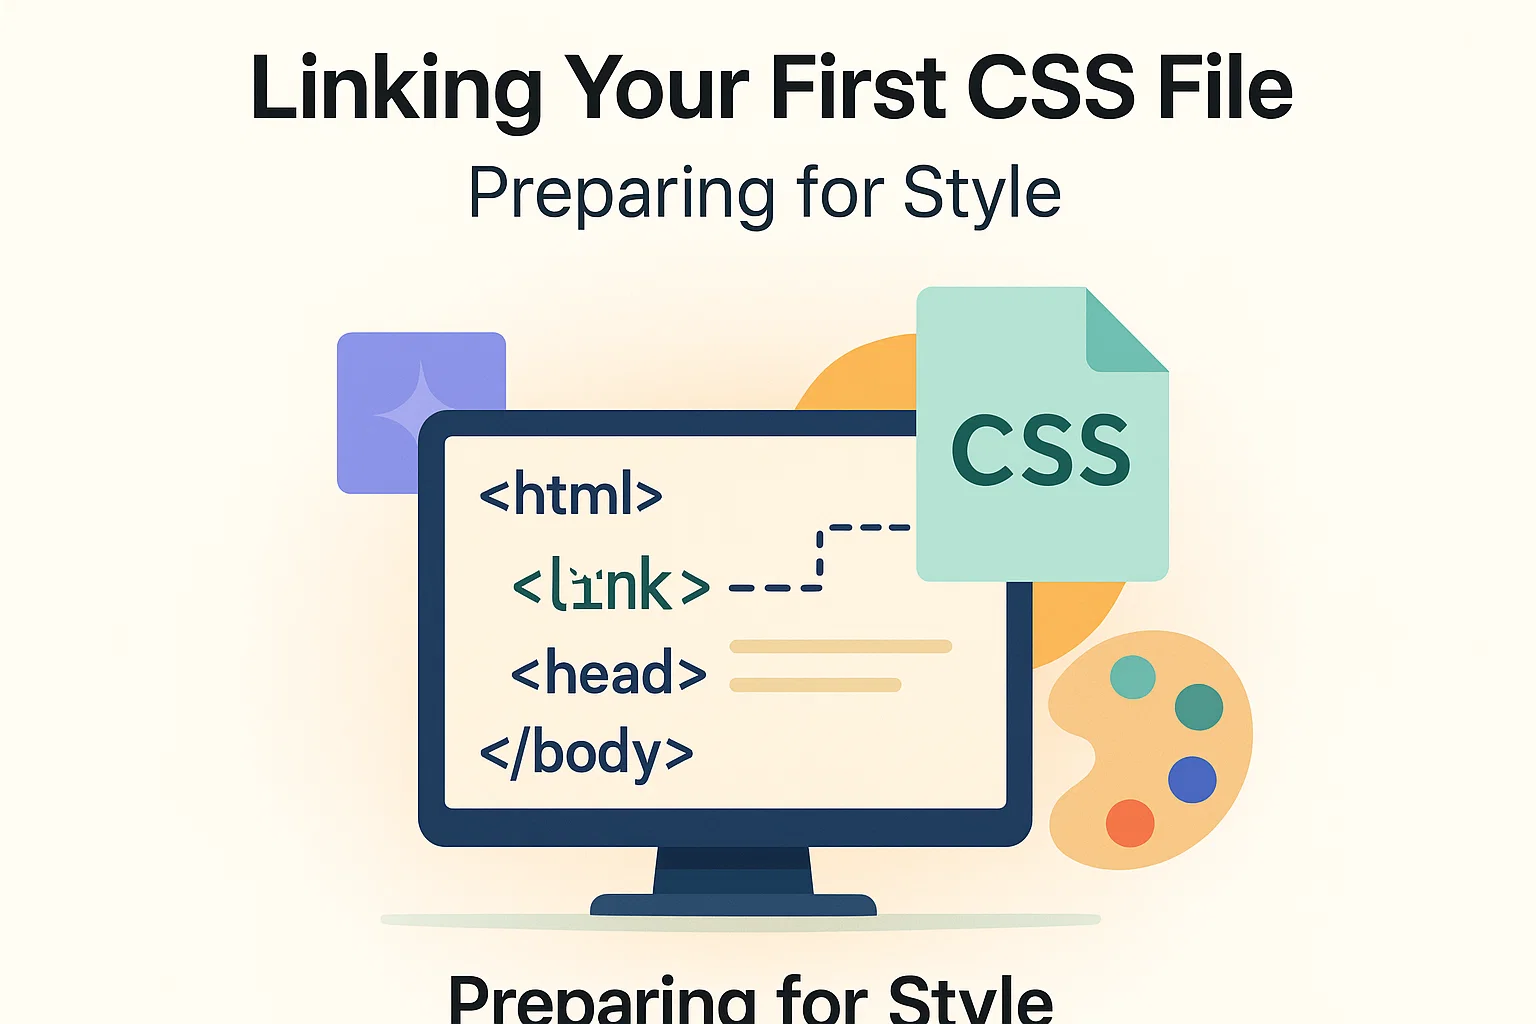 Linking Your First CSS File
Preparing for Style
CSS
<html>
<link>
<head>
</body>
Preparing for Style